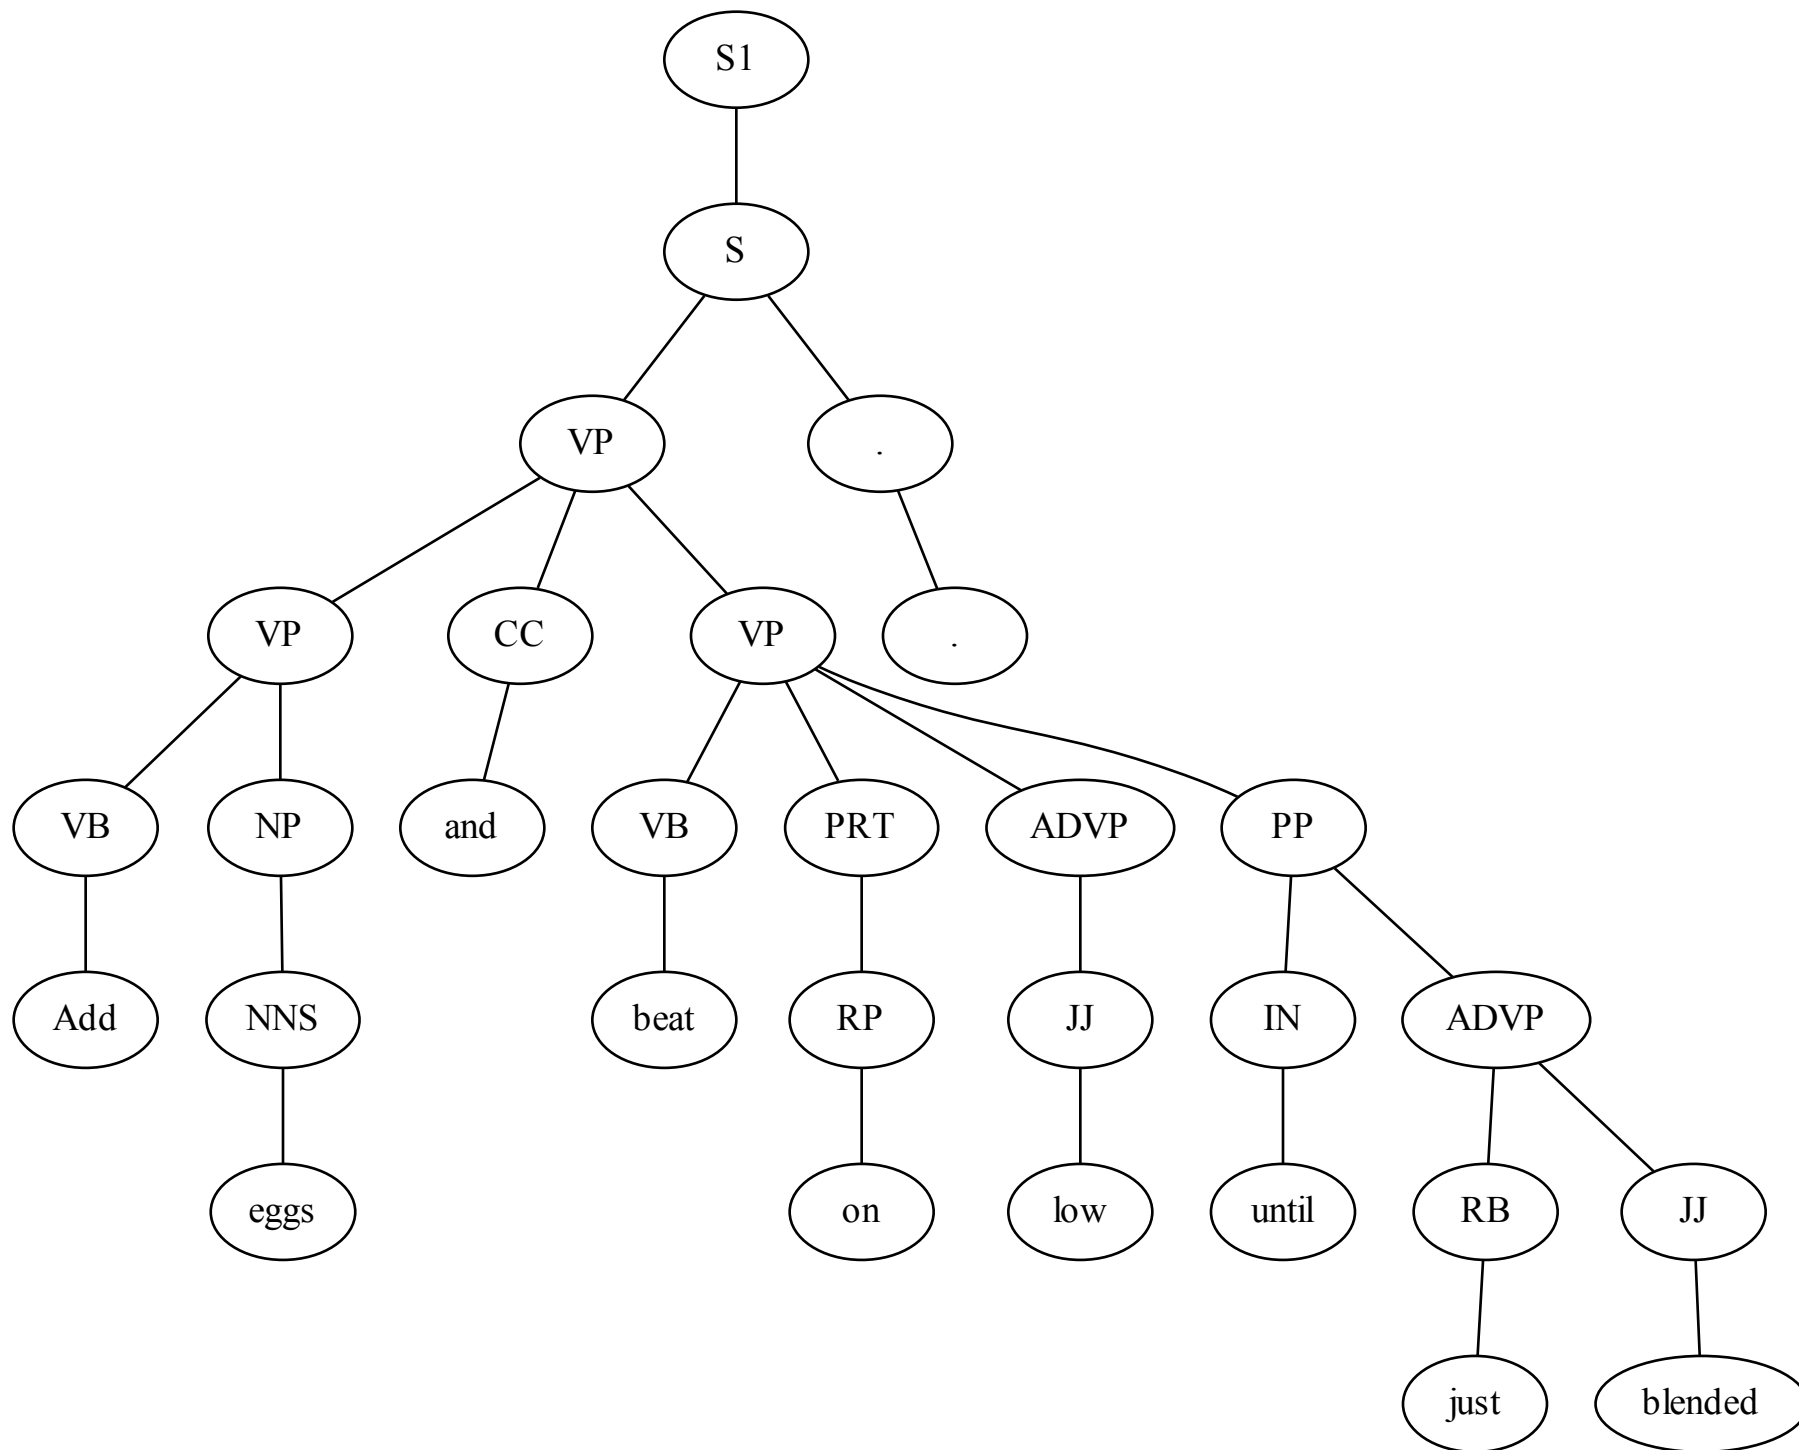 S1
S
VP .
VP CC VP .
VB NP and VB PRT ADVP PP
Add NNS beat RP JJ IN ADVP
eggs on low until RB JJ
just blended